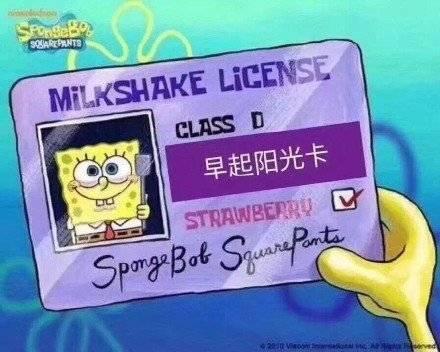 nickelodeon
SpongeBob
SQUAREPANTS
MiLKSHAKE LiCENSE
CLASS D
早起阳光卡
STRAWBERRY
SpongeBob SquarePants
© 2010 Viacom International Inc. All Rights Reserved